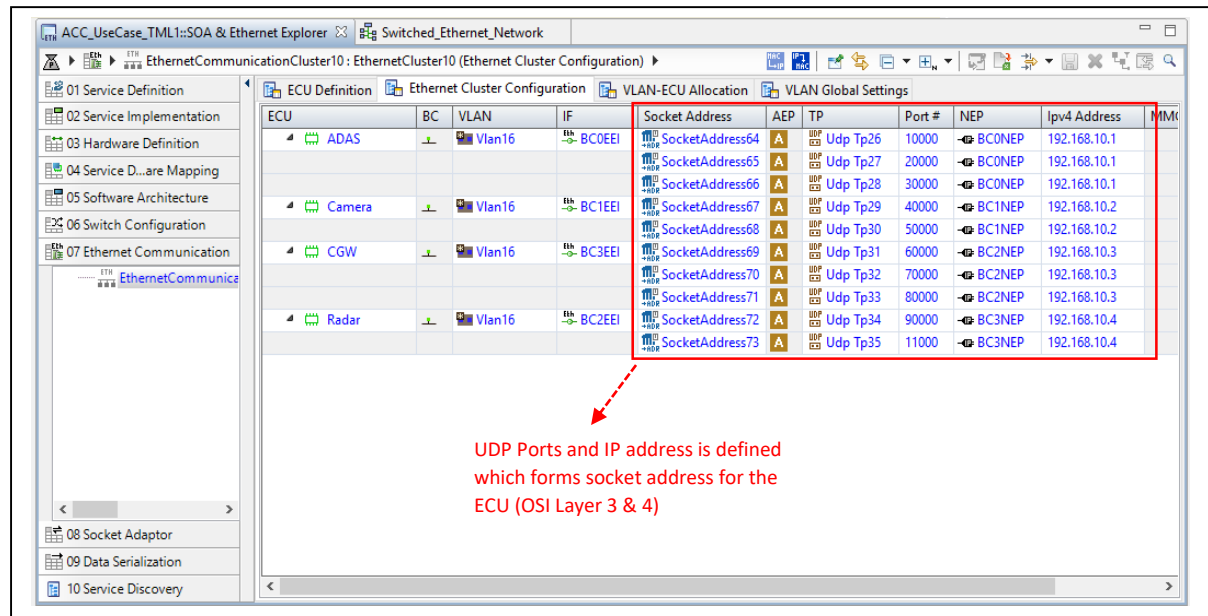 ACC_UseCase_TML1::SOA & Ethernet Explorer Switched_Ethernet_Network
EthernetCommunicationCluster10 : EthernetCluster10 (Ethernet Cluster Configuration)
01 Service Definition
02 Service Implementation
03 Hardware Definition
04 Service D...are Mapping
05 Software Architecture
06 Switch Configuration
07 Ethernet Communication
EthernetCommunica
08 Socket Adaptor
09 Data Serialization
10 Service Discovery
ECU Definition Ethernet Cluster Configuration VLAN-ECU Allocation VLAN Global Settings
ECU BC VLAN IF Socket Address AEP TP Port # NEP Ipv4 Address MM
ADAS Vlan16 BC0EEI SocketAddress64 A Udp Tp26 10000 BC0NEP 192.168.10.1
SocketAddress65 A Udp Tp27 20000 BC0NEP 192.168.10.1
SocketAddress66 A Udp Tp28 30000 BC0NEP 192.168.10.1
Camera Vlan16 BC1EEI SocketAddress67 A Udp Tp29 40000 BC1NEP 192.168.10.2
SocketAddress68 A Udp Tp30 50000 BC1NEP 192.168.10.2
CGW Vlan16 BC3EEI SocketAddress69 A Udp Tp31 60000 BC2NEP 192.168.10.3
SocketAddress70 A Udp Tp32 70000 BC2NEP 192.168.10.3
SocketAddress71 A Udp Tp33 80000 BC2NEP 192.168.10.3
Radar Vlan16 BC2EEI SocketAddress72 A Udp Tp34 90000 BC3NEP 192.168.10.4
SocketAddress73 A Udp Tp35 11000 BC3NEP 192.168.10.4
UDP Ports and IP address is defined
which forms socket address for the
ECU (OSI Layer 3 & 4)